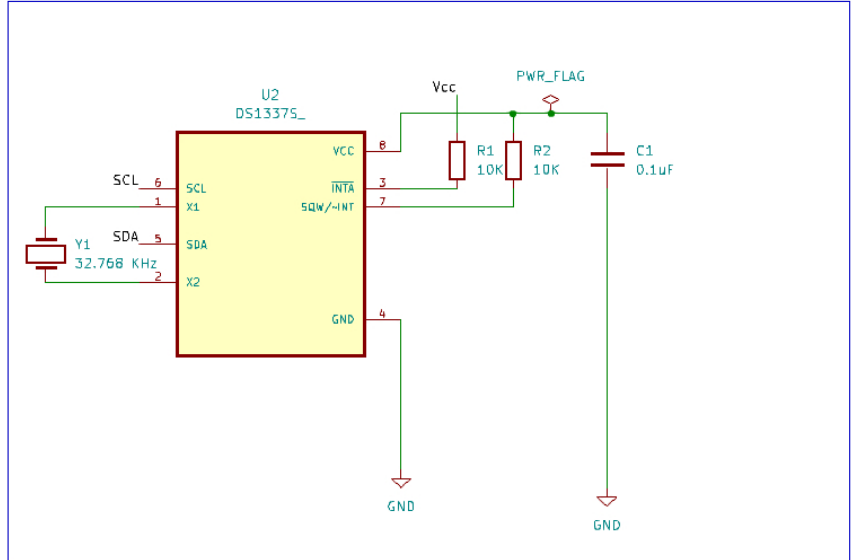 PWR_FLAG
Vcc
U2
DS1337S_
VCC
8
R1
10K
R2
10K
C1
0.1uF
SCL
6
SCL
INTA
3
1
X1
SQW/~INT
7
SDA
5
SDA
Y1
32.768 KHz
2
X2
GND
4
GND
GND